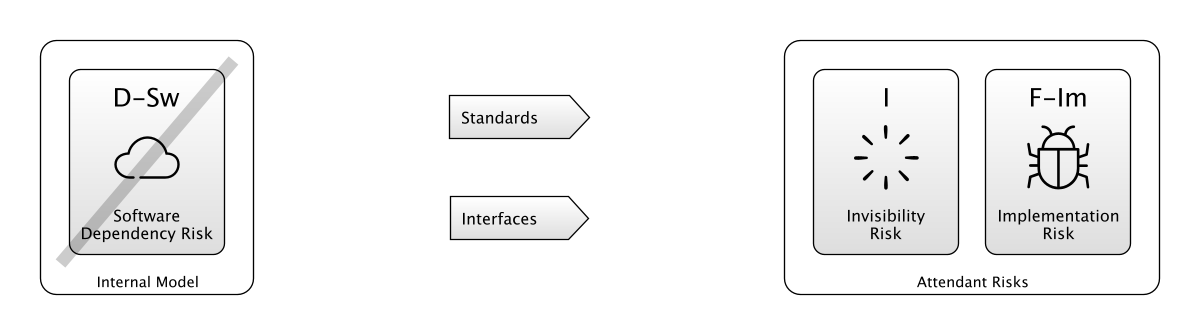 D-Sw
Software
Dependency Risk
Internal Model
Standards
Interfaces
I
Invisibility
Risk
F-Im
Implementation
Risk
Attendant Risks